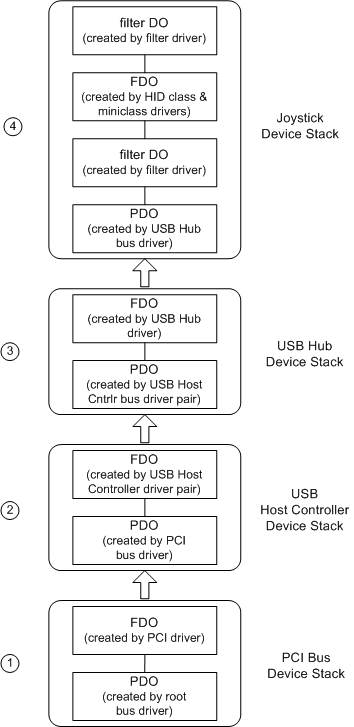 filter DO
(created by filter driver)
FDO
(created by HID class &
miniclass drivers)
4
Joystick
Device Stack
filter DO
(created by filter driver)
PDO
(created by USB Hub
bus driver)
FDO
(created by USB Hub
driver)
3
USB Hub
Device Stack
PDO
(created by USB Host
Cntrlr bus driver pair)
FDO
(created by USB Host
Controller driver pair)
2
USB
Host Controller
Device Stack
PDO
(created by PCI
bus driver)
FDO
(created by PCI driver)
1
PCI Bus
Device Stack
PDO
(created by root
bus driver)